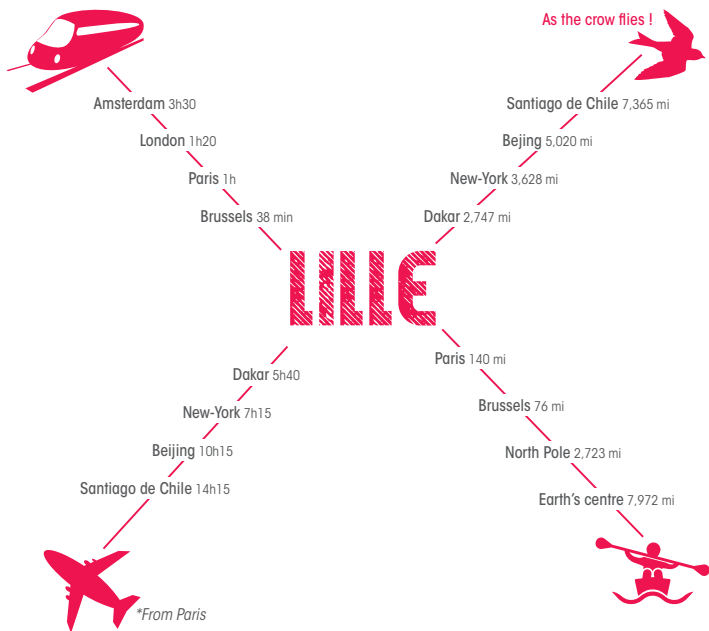 As the crow flies !
Amsterdam 3h30
London 1h20
Paris 1h
Brussels 38 min
Santiago de Chile 7,365 mi
Bejing 5,020 mi
New-York 3,628 mi
Dakar 2,747 mi
LILLE
Dakar 5h40
New-York 7h15
Beijing 10h15
Santiago de Chile 14h15
*From Paris
Paris 140 mi
Brussels 76 mi
North Pole 2,723 mi
Earth's centre 7,972 mi